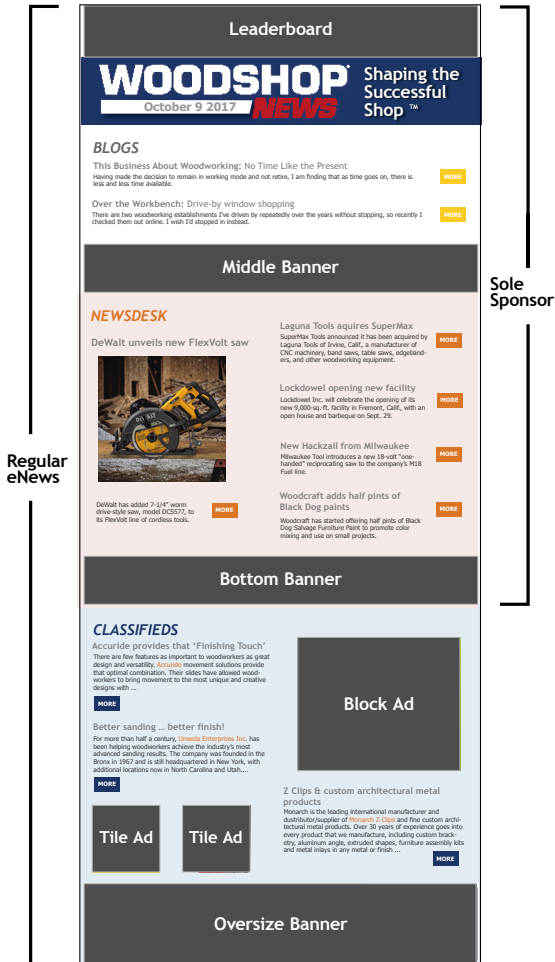 Leaderboard
WOODSHOP®
NEWS
October 9 2017
Shaping the
Successful
Shop ™
BLOGS
This Business About Woodworking: No Time Like the Present
Having made the decision to remain in working mode and not retire, I am finding that as time goes on, there is
less and less time available.
MORE
Over the Workbench: Drive-by window shopping
There are two woodworking establishments I've driven by repeatedly over the years without stopping, so recently I
checked them out online. I wish I'd stopped in instead.
MORE
Middle Banner
Sole
Sponsor
NEWSDESK
DeWalt unveils new FlexVolt saw
DeWalt has added 7-1/4" worm
drive-style saw, model DCS577, to
its FlexVolt line of cordless tools.
MORE
Laguna Tools aquires SuperMax
SuperMax Tools announced it has been acquired by
Laguna Tools of Irvine, Calif., a manufacturer of
CNC machinery, band saws, table saws, edgeband-
ers, and other woodworking equipment.
MORE
Lockdowel opening new facility
Lockdowel Inc. will celebrate the opening of its
new 9,000-sq.-ft. facility in Fremont, Calif., with an
open house and barbeque on Sept. 29.
MORE
New Hackzall from Milwaukee
Milwaukee Tool introduces a new 18-volt "one-
handed" reciprocating saw to the company's M18
Fuel line.
MORE
Woodcraft adds half pints of
Black Dog paints
Woodcraft has started offering half pints of Black
Dog Salvage Furniture Paint to promote color
mixing and use on small projects.
MORE
Regular
eNews
Bottom Banner
CLASSIFIEDS
Accuride provides that 'Finishing Touch'
There are few features as important to woodworkers as great
design and versatility. Accuride movement solutions provide
that optimal combination. Their slides have allowed wood-
workers to bring movement to the most unique and creative
designs with ...
MORE
Better sanding ... better finish!
For more than half a century, Uneeda Enterprizes Inc. has
been helping woodworkers achieve the industry's most
advanced sanding results. The company was founded in the
Bronx in 1967 and is still headquartered in New York, with
additional locations now in North Carolina and Utah....
MORE
Tile Ad
Tile Ad
Block Ad
Z Clips & custom architectural metal
products
Monarch is the leading international manufacturer and
dustributor/supplier of Monarch Z Clips and fine custom archi-
tectural metal products. Over 30 years of experience goes into
every product that we manufacture, including custom brack-
etry, aluminum angle, extruded shapes, furniture assembly kits
and metal inlays in any metal or finish ...
MORE
Oversize Banner